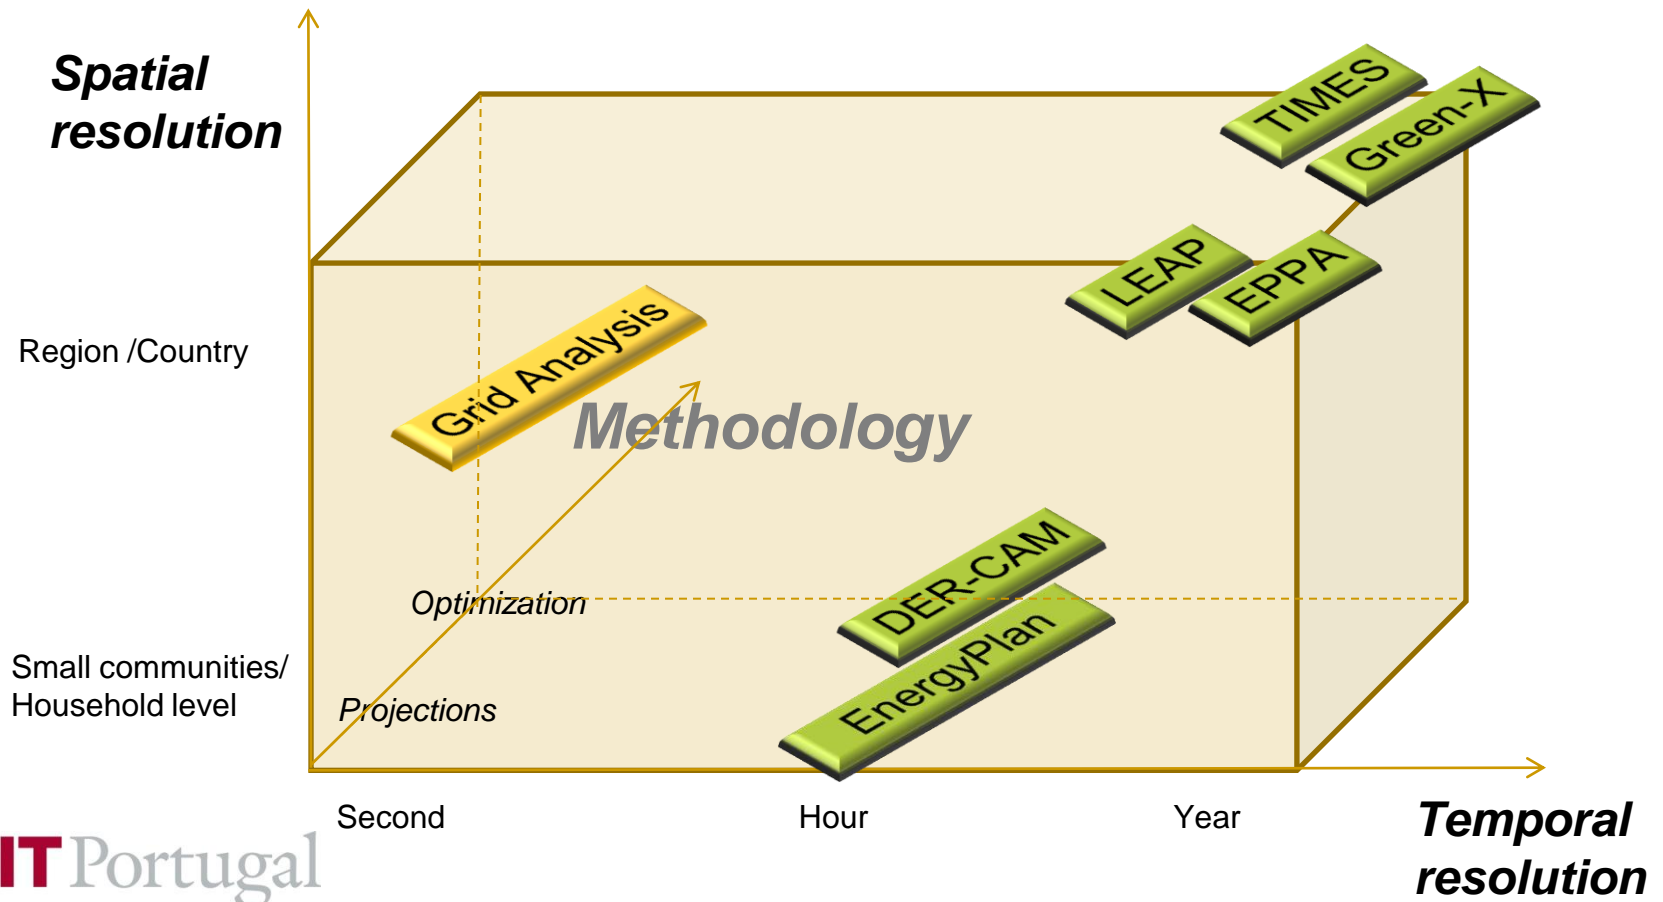 Spatial
resolution
TIMES
Green-X
LEAP
EPPA
Grid Analysis
Region /Country
Methodology
DER-CAM
Optimization
EnergyPlan
Small communities/
Household level
Projections
Second
Hour
Year
Temporal
resolution
IT Portugal